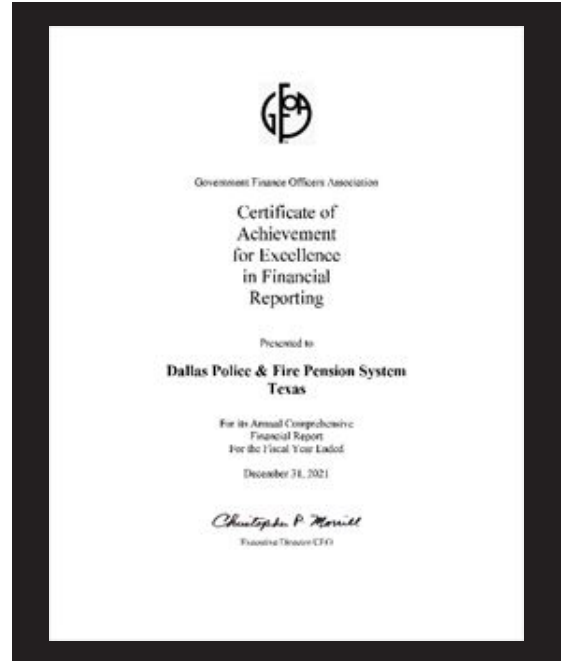 GFOA
Government Finance Officers Association
Certificate of
Achievement
for Excellence
in Financial
Reporting
Presented to
Dallas Police & Fire Pension System
Texas
For its Annual Comprehensive
Financial Report
For the Fiscal Year Ended
December 31, 2021
Christopher P. Morrill
Executive Director/CEO